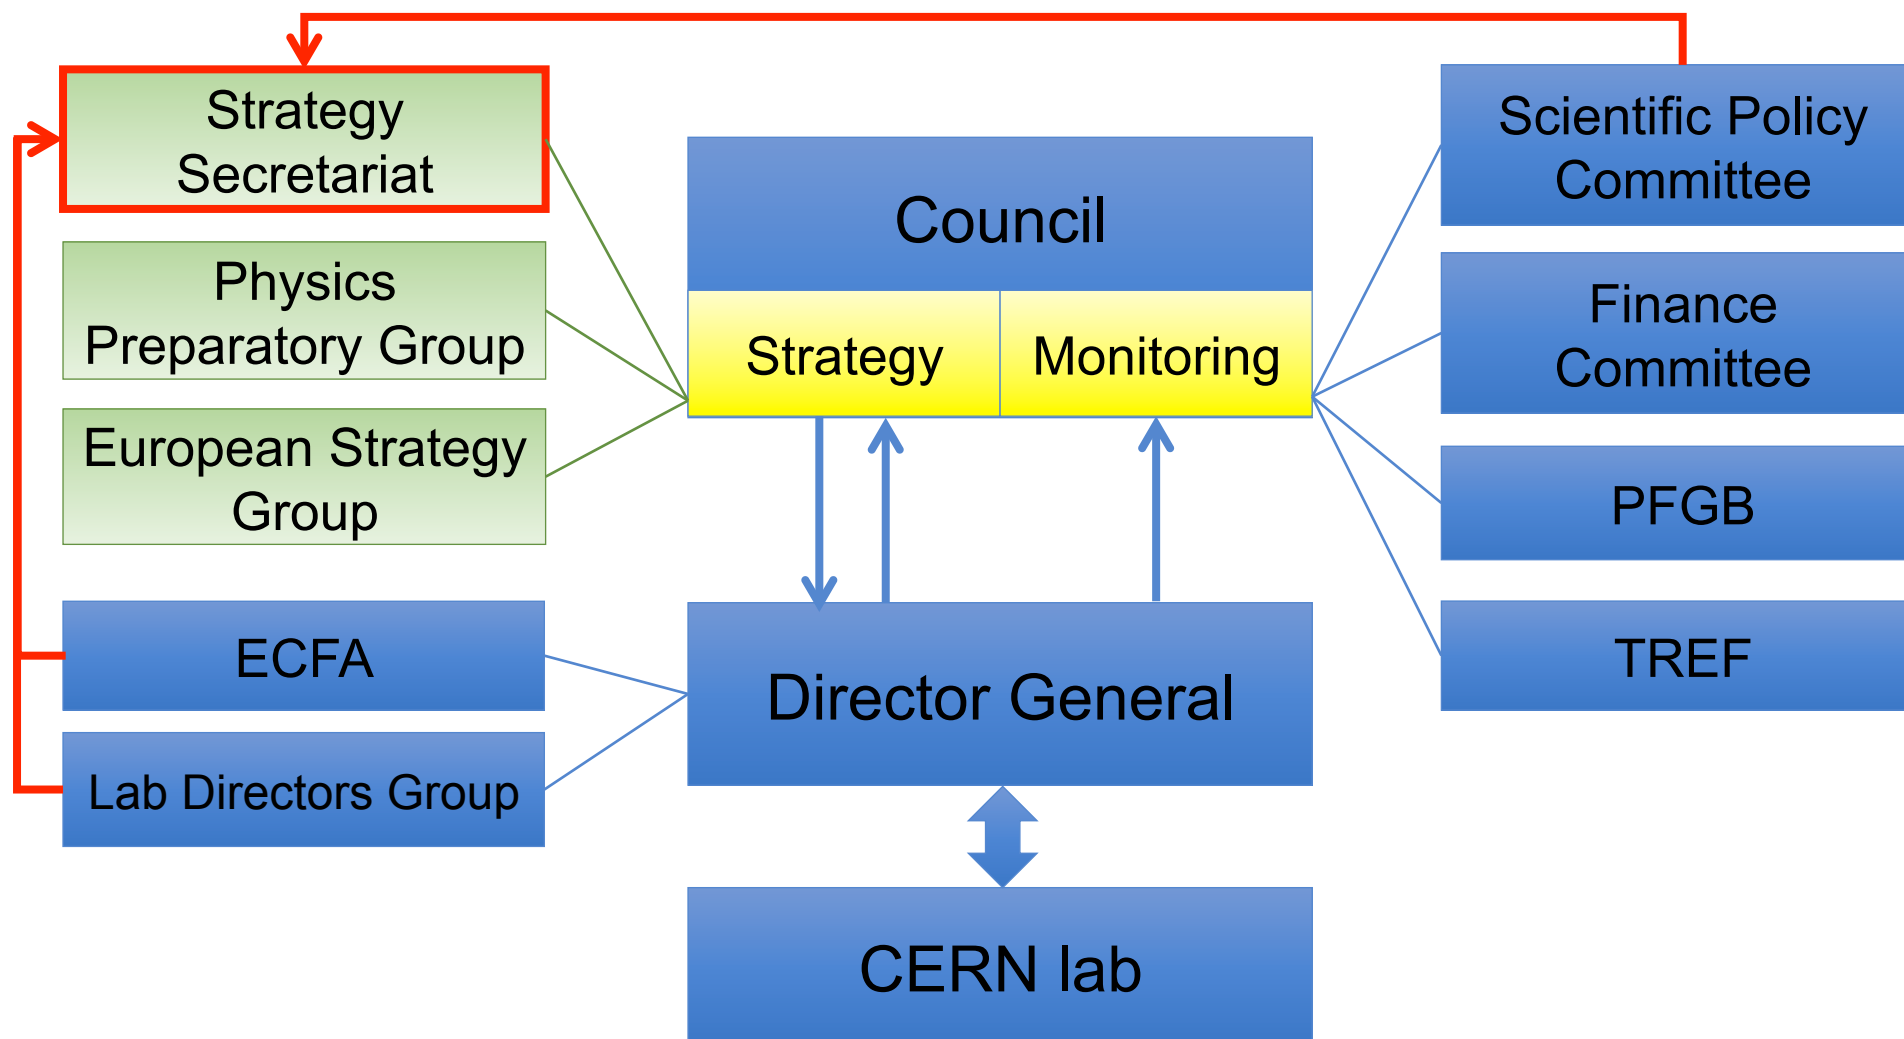 Strategy
Secretariat
Physics
Preparatory Group
European Strategy
Group
ECFA
Lab Directors Group
Council
Strategy
Monitoring
Director General
CERN lab
Scientific Policy
Committee
Finance
Committee
PFGB
TREF